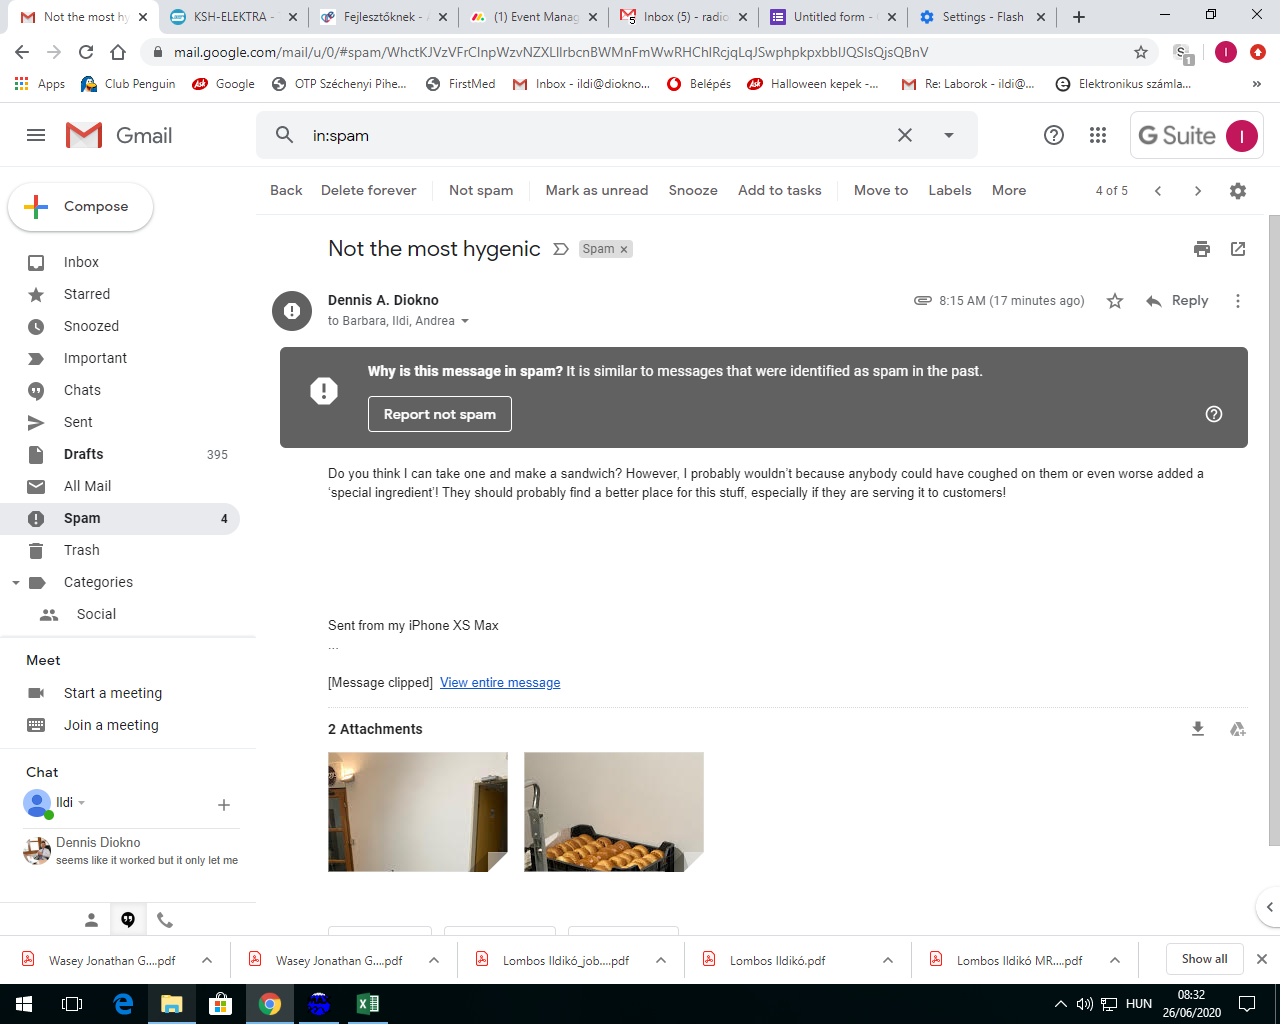 Not the most hy
KSH-ELEKTRA -
Fejlesztőknek - A
(1) Event Manag
Inbox (5) - radio
Untitled form - G
Settings - Flash
mail.google.com/mail/u/0/#spam/WhctKJVzVFrCInpWzvNZXLlIrbcnBWMnFmWwRHChlRcjqLqJSwphpkpxbblJQSIsQjsQBnV
Apps
Club Penguin
Google
OTP Széchenyi Pihe...
FirstMed
Inbox - ildi@diokno...
Belépés
Halloween kepek -...
Re: Laborok - ildi@...
Elektronikus számla...
»
Gmail
in:spam
G Suite
I
Compose
Back
Delete forever
Not spam
Mark as unread
Snooze
Add to tasks
Move to
Labels
More
4 of 5
Not the most hygenic
Spam x
Inbox
Starred
Snoozed
Important
Chats
Sent
Drafts 395
All Mail
Spam 4
Trash
Categories
Social
Meet
Start a meeting
Join a meeting
Chat
Ildi
Dennis Diokno
seems like it worked but it only let me
Dennis A. Diokno
8:15 AM (17 minutes ago)
Reply
to Barbara, Ildi, Andrea
Why is this message in spam? It is similar to messages that were identified as spam in the past.
Report not spam
Do you think I can take one and make a sandwich? However, I probably wouldn't because anybody could have coughed on them or even worse added a
‘special ingredient’! They should probably find a better place for this stuff, especially if they are serving it to customers!
Sent from my iPhone XS Max
...
[Message clipped] View entire message
2 Attachments
Wasey Jonathan G....pdf
Wasey Jonathan G....pdf
Lombos Ildikó_job....pdf
Lombos Ildikó.pdf
Lombos Ildikó MR....pdf
Show all
HUN
08:32
26/06/2020